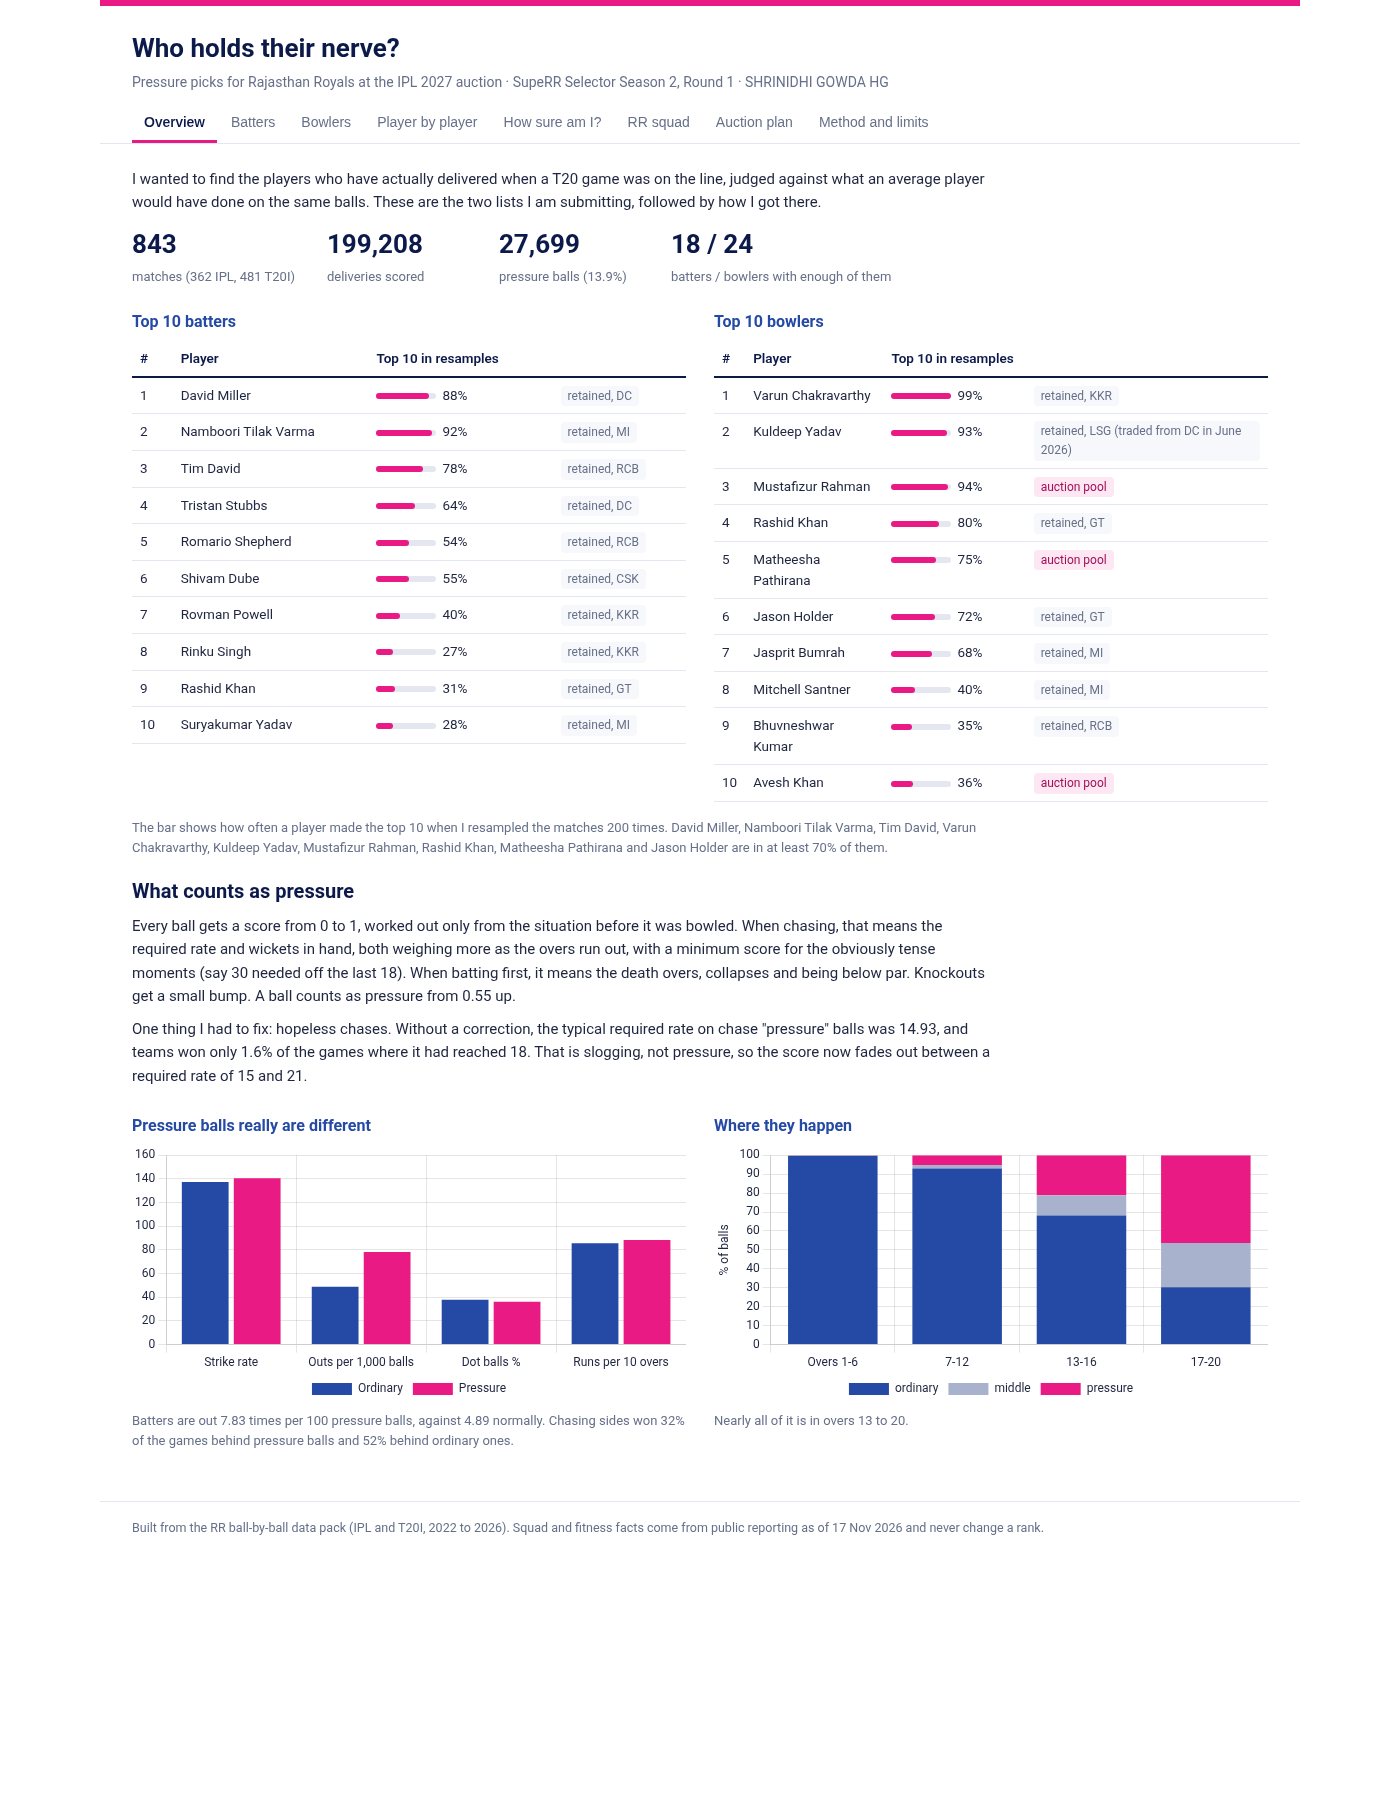 Who holds their nerve?
Pressure picks for Rajasthan Royals at the IPL 2027 auction · SupeRR Selector Season 2, Round 1 · SHRINIDHI GOWDA HG
Overview Batters Bowlers Player by player How sure am I? RR squad Auction plan Method and limits
I wanted to find the players who have actually delivered when a T20 game was on the line, judged against what an average player
would have done on the same balls. These are the two lists I am submitting, followed by how I got there.
843 199,208 27,699 18 / 24
matches (362 IPL, 481 T20I) deliveries scored pressure balls (13.9%) batters / bowlers with enough of them
Top 10 batters
# Player Top 10 in resamples
1 David Miller 88% retained, DC
2 Namboori Tilak Varma 92% retained, MI
3 Tim David 78% retained, RCB
4 Tristan Stubbs 64% retained, DC
5 Romario Shepherd 54% retained, RCB
6 Shivam Dube 55% retained, CSK
7 Rovman Powell 40% retained, KKR
8 Rinku Singh 27% retained, KKR
9 Rashid Khan 31% retained, GT
10 Suryakumar Yadav 28% retained, MI
Top 10 bowlers
# Player Top 10 in resamples
1 Varun Chakravarthy 99% retained, KKR
2 Kuldeep Yadav 93% retained, LSG (traded from DC in June
2026)
3 Mustafizur Rahman 94% auction pool
4 Rashid Khan 80% retained, GT
5 Matheesha 75% auction pool
Pathirana
6 Jason Holder 72% retained, GT
7 Jasprit Bumrah 68% retained, MI
8 Mitchell Santner 40% retained, MI
9 Bhuvneshwar 35% retained, RCB
Kumar
10 Avesh Khan 36% auction pool
The bar shows how often a player made the top 10 when I resampled the matches 200 times. David Miller, Namboori Tilak Varma, Tim David, Varun
Chakravarthy, Kuldeep Yadav, Mustafizur Rahman, Rashid Khan, Matheesha Pathirana and Jason Holder are in at least 70% of them.
What counts as pressure
Every ball gets a score from 0 to 1, worked out only from the situation before it was bowled. When chasing, that means the
required rate and wickets in hand, both weighing more as the overs run out, with a minimum score for the obviously tense
moments (say 30 needed off the last 18). When batting first, it means the death overs, collapses and being below par. Knockouts
get a small bump. A ball counts as pressure from 0.55 up.
One thing I had to fix: hopeless chases. Without a correction, the typical required rate on chase "pressure" balls was 14.93, and
teams won only 1.6% of the games where it had reached 18. That is slogging, not pressure, so the score now fades out between a
required rate of 15 and 21.
Pressure balls really are different
160
140
120
100
80
60
40
20
0
Strike rate Outs per 1,000 balls Dot balls % Runs per 10 overs
Ordinary Pressure
Batters are out 7.83 times per 100 pressure balls, against 4.89 normally. Chasing sides won 32%
of the games behind pressure balls and 52% behind ordinary ones.
Where they happen
% of balls
100
90
80
70
60
50
40
30
20
10
0
Overs 1-6 7-12 13-16 17-20
ordinary middle pressure
Nearly all of it is in overs 13 to 20.
Built from the RR ball-by-ball data pack (IPL and T20I, 2022 to 2026). Squad and fitness facts come from public reporting as of 17 Nov 2026 and never change a rank.